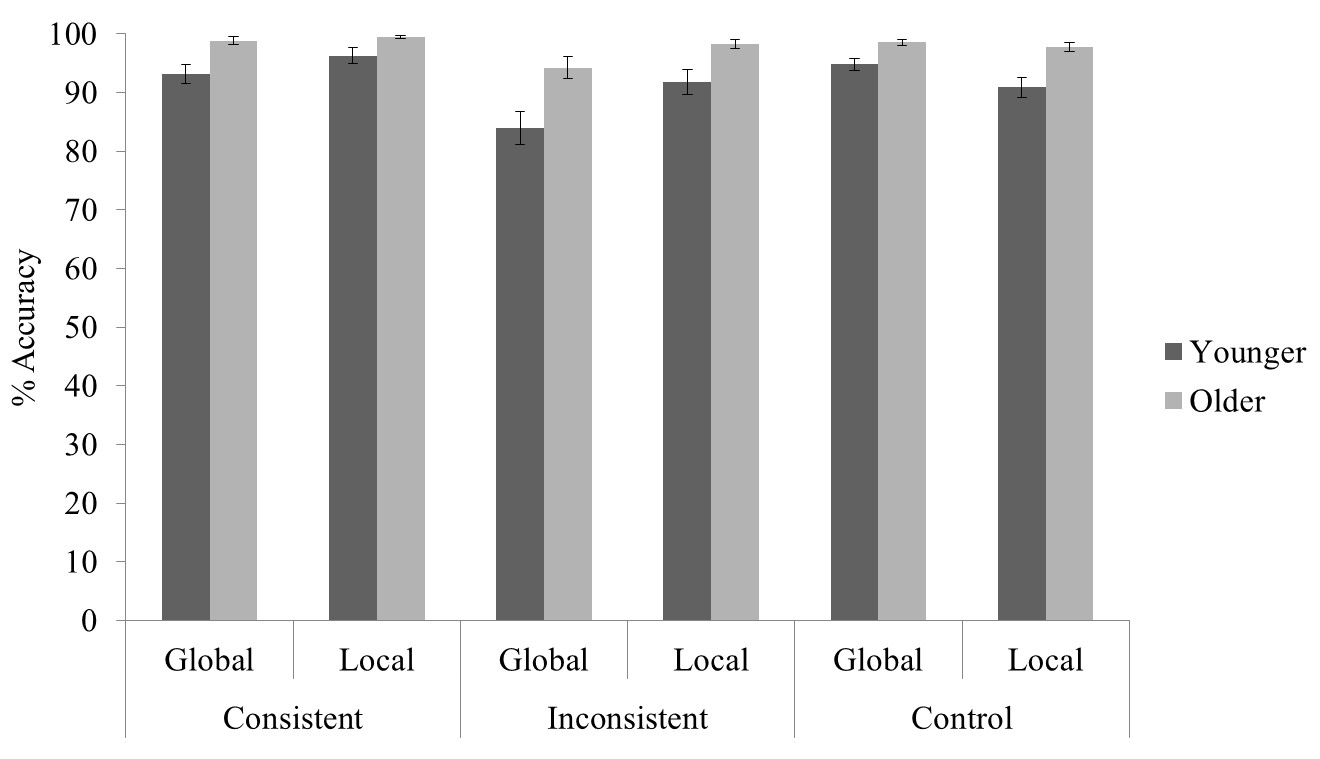 % Accuracy
100
90
80
70
60
50
40
30
20
10
0
Global Local Global Local Global Local
Consistent Inconsistent Control
Younger
Older